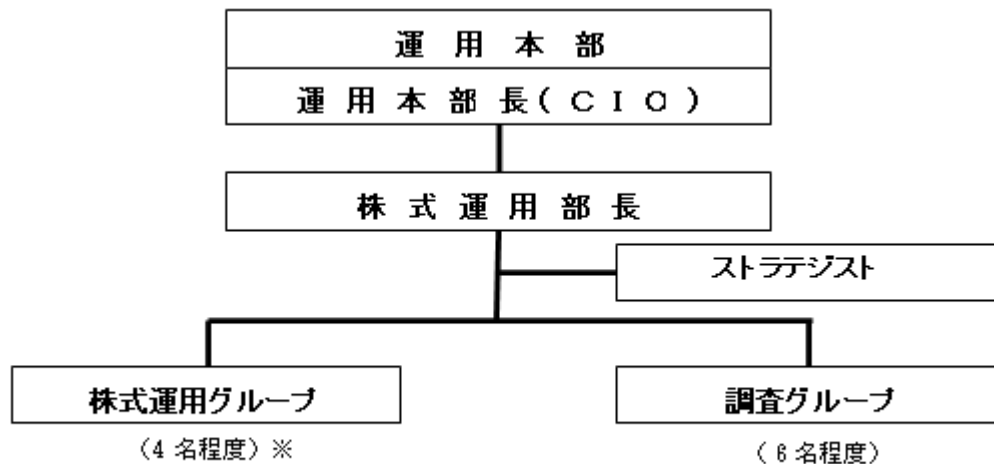 運用本部
運用本部長(CIO)
株式運用部長
ストラテジスト
株式運用グループ
調査グループ
(4名程度)※
(6名程度)